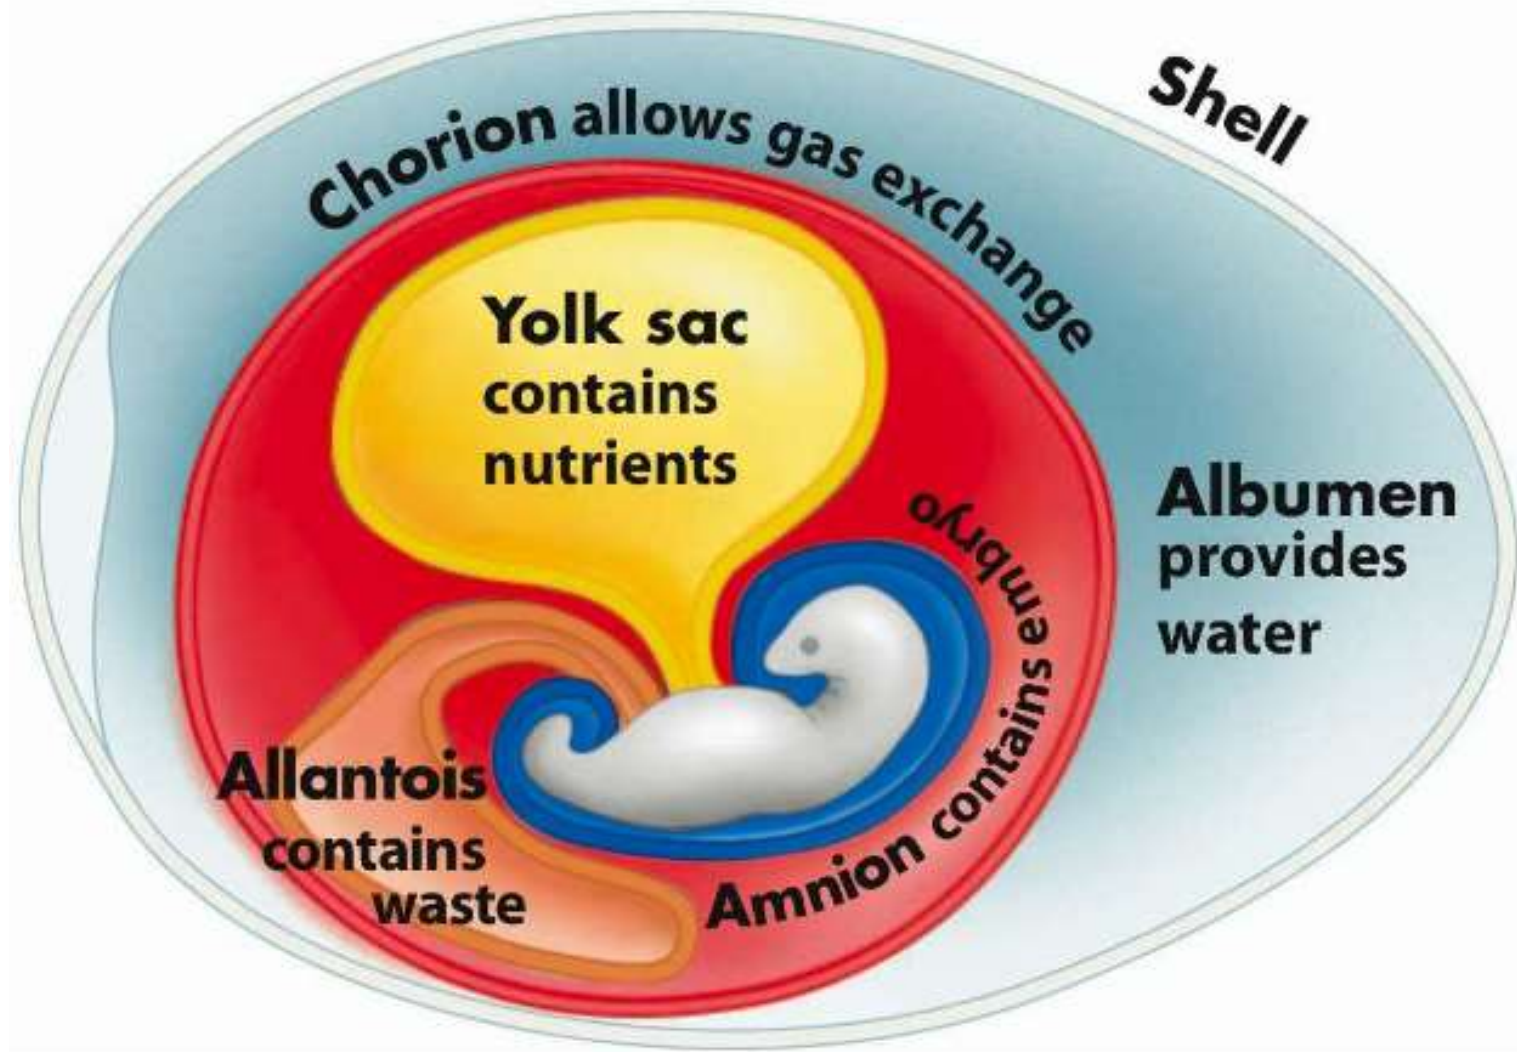 Shell
Chorion allows gas exchange
Yolk sac
contains
nutrients
Albumen
provides
water
Amnion contains embryo
Allantois
contains
waste